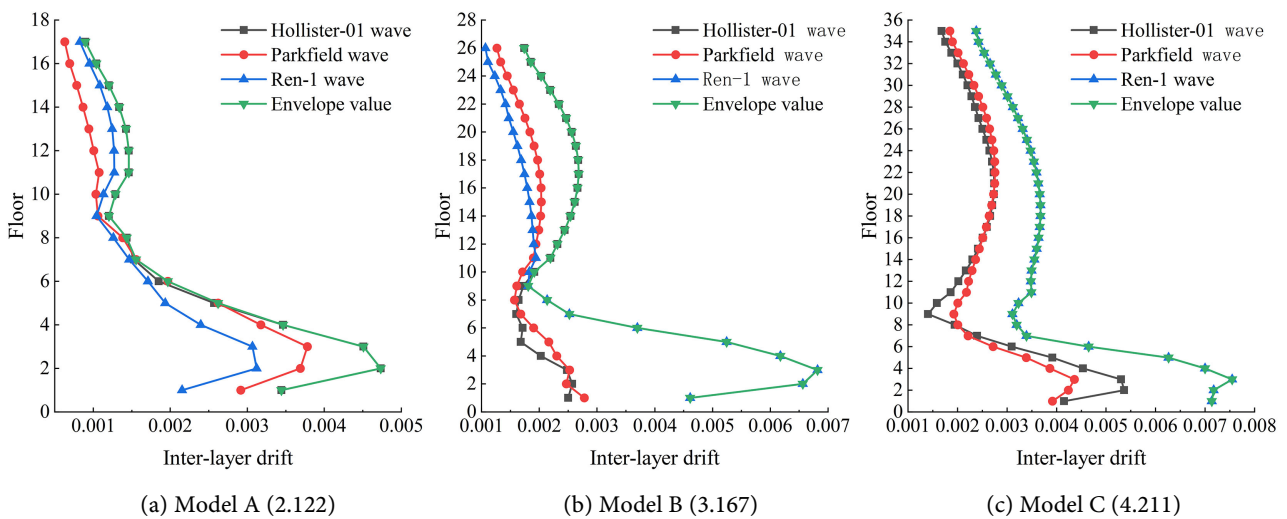 18
16
14
12
10
8
6
4
2
0
Floor
0.001 0.002 0.003 0.004 0.005
Inter-layer drift
Hollister-01 wave
Parkfield wave
Ren-1 wave
Envelope value
(a) Model A (2.122)
28
26
24
22
20
18
16
14
12
10
8
6
4
2
0
Floor
0.001 0.002 0.003 0.004 0.005 0.006 0.007
Inter-layer drift
Hollister-01 wave
Parkfield wave
Ren-1 wave
Envelope value
(b) Model B (3.167)
36
34
32
30
28
26
24
22
20
18
16
14
12
10
8
6
4
2
0
Floor
0.001 0.002 0.003 0.004 0.005 0.006 0.007 0.008
Inter-layer drift
Hollister-01 wave
Parkfield wave
Ren-1 wave
Envelope value
(c) Model C (4.211)